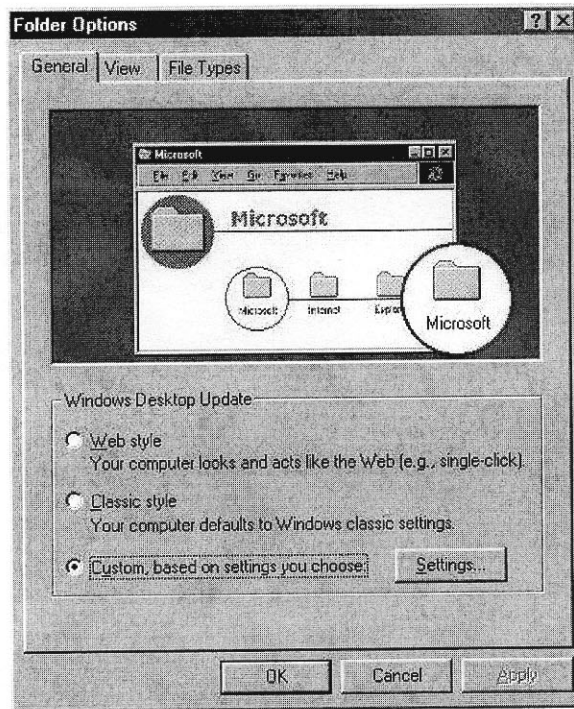 Folder Options
General View File Types
Microsoft
File Edit View Go Favorites Help
Microsoft
Microsoft Internet Explor
Microsoft
Windows Desktop Update
Web style
Your computer looks and acts like the Web (e.g., single-click).
Classic style
Your computer defaults to Windows classic settings.
Custom, based on settings you choose: Settings...
OK Cancel Apply